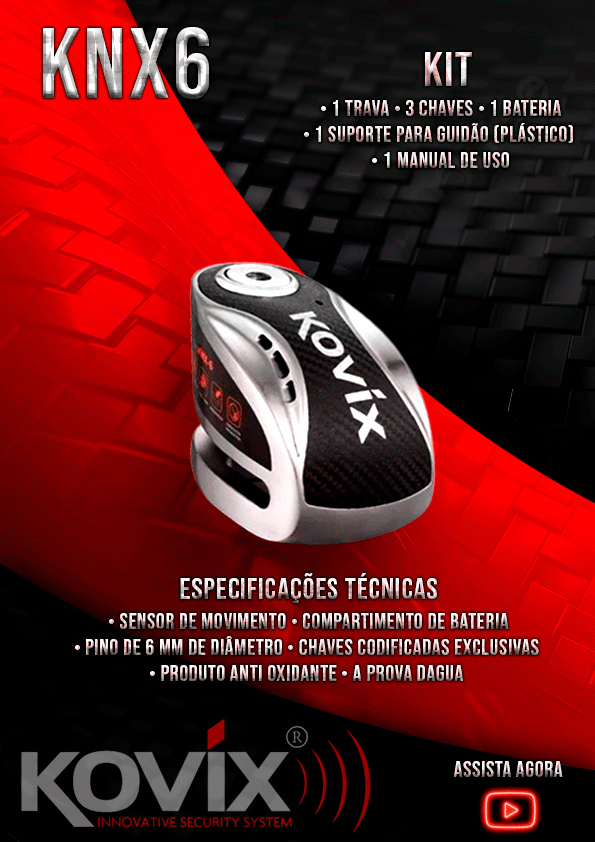 KNX6
KIT
• 1 TRAVA • 3 CHAVES • 1 BATERIA
• 1 SUPORTE PARA GUIDÃO (PLÁSTICO)
• 1 MANUAL DE USO
KOVIX
KNX-6
ESPECIFICAÇÕES TÉCNICAS
• SENSOR DE MOVIMENTO • COMPARTIMENTO DE BATERIA
• PINO DE 6 MM DE DIÂMETRO • CHAVES CODIFICADAS EXCLUSIVAS
• PRODUTO ANTI OXIDANTE • A PROVA DAGUA
KOVIX®
INNOVATIVE SECURITY SYSTEM
ASSISTA AGORA